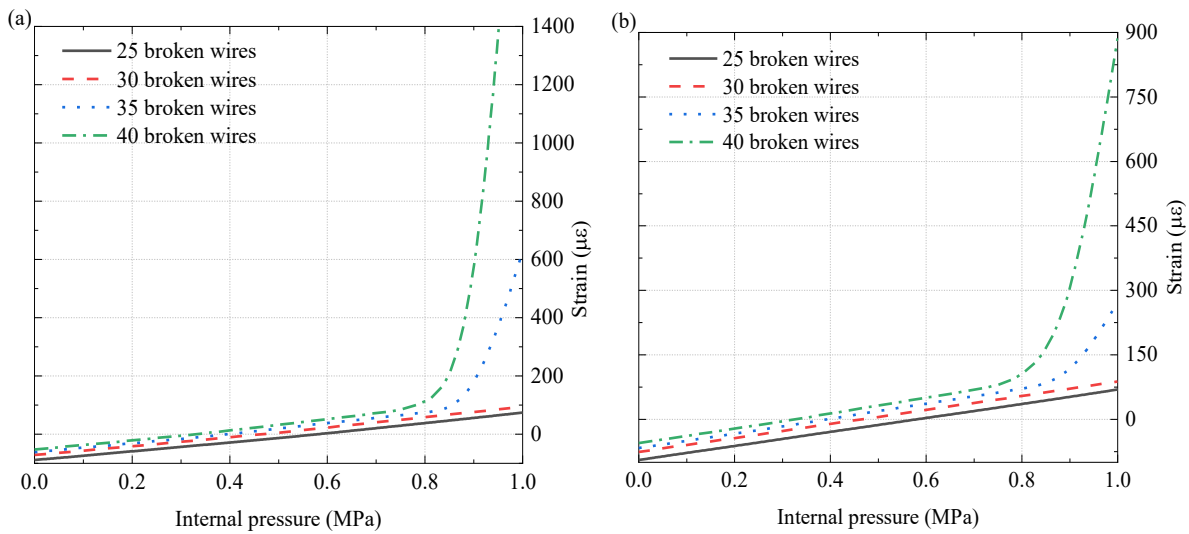 (a)
25 broken wires
30 broken wires
35 broken wires
40 broken wires
1400
1200
1000
800
600
400
200
0
Strain (με)
0.0 0.2 0.4 0.6 0.8 1.0
Internal pressure (MPa)
(b)
25 broken wires
30 broken wires
35 broken wires
40 broken wires
900
750
600
450
300
150
0
Strain (με)
0.0 0.2 0.4 0.6 0.8 1.0
Internal pressure (MPa)